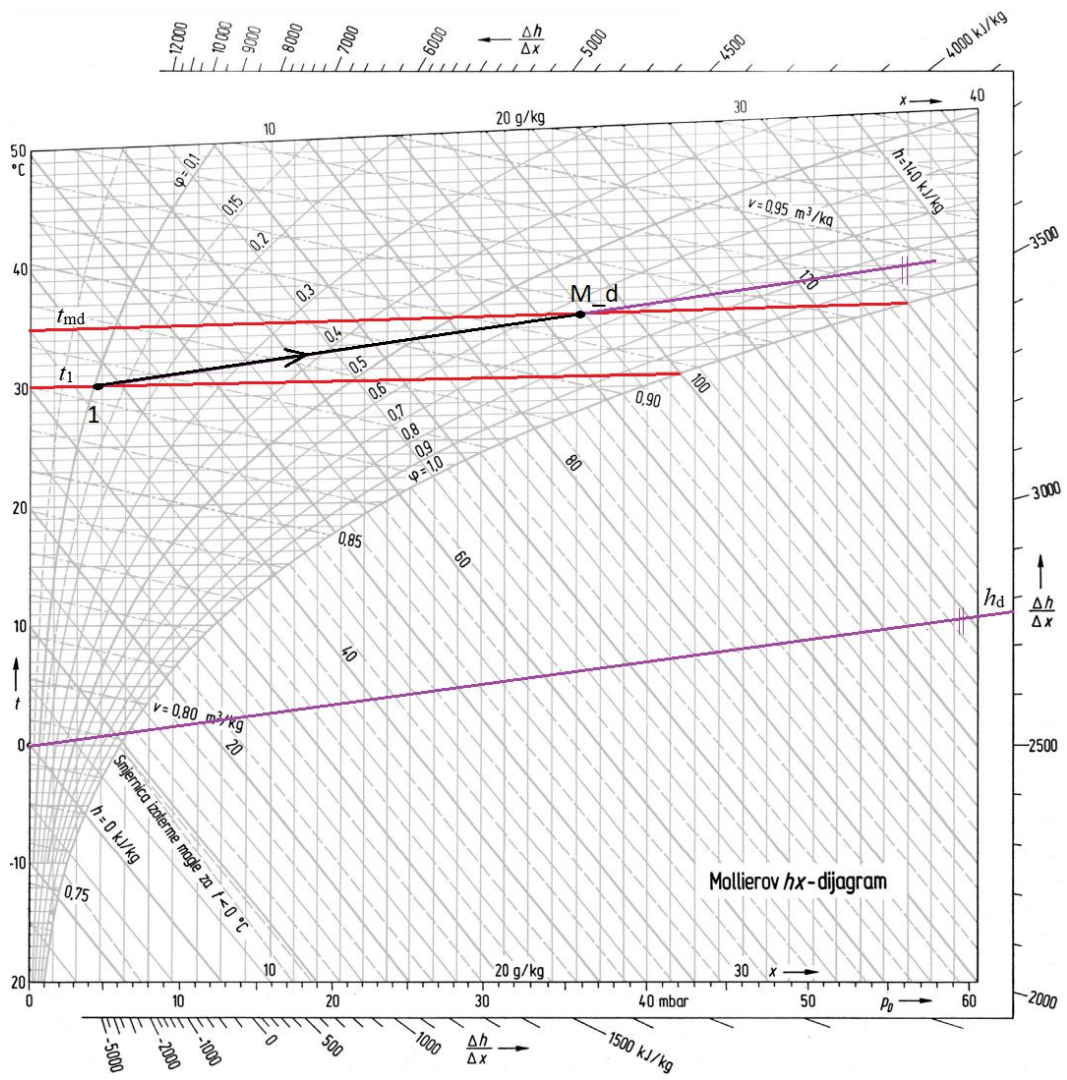 12000
10000
9000
8000
7000
6000
Δh
Δx
5000
4500
4000 kJ/kg
10
20 g/kg
30
x
40
50
°C
φ=0,1
0,15
0,2
0,3
0,4
0,5
0,6
0,7
0,8
0,9
φ=1,0
h=140 kJ/kg
v=0,95 m³/kg
120
100
3500
40
M_d
t_md
t_1
30
1
0,90
80
20
0,85
60
3000
h_d
Δh
Δx
10
40
t
v=0,80 m³/kg
0
20
2500
Smjernica izoterme magle za t<0 °C
h=0 kJ/kg
-10
0,75
Mollierov hx-dijagram
20
10
20 g/kg
30
x
0
10
20
30
40 mbar
50
p_D
60
2000
-5000
-2000
-1000
0
500
1000
Δh
Δx
1500 kJ/kg